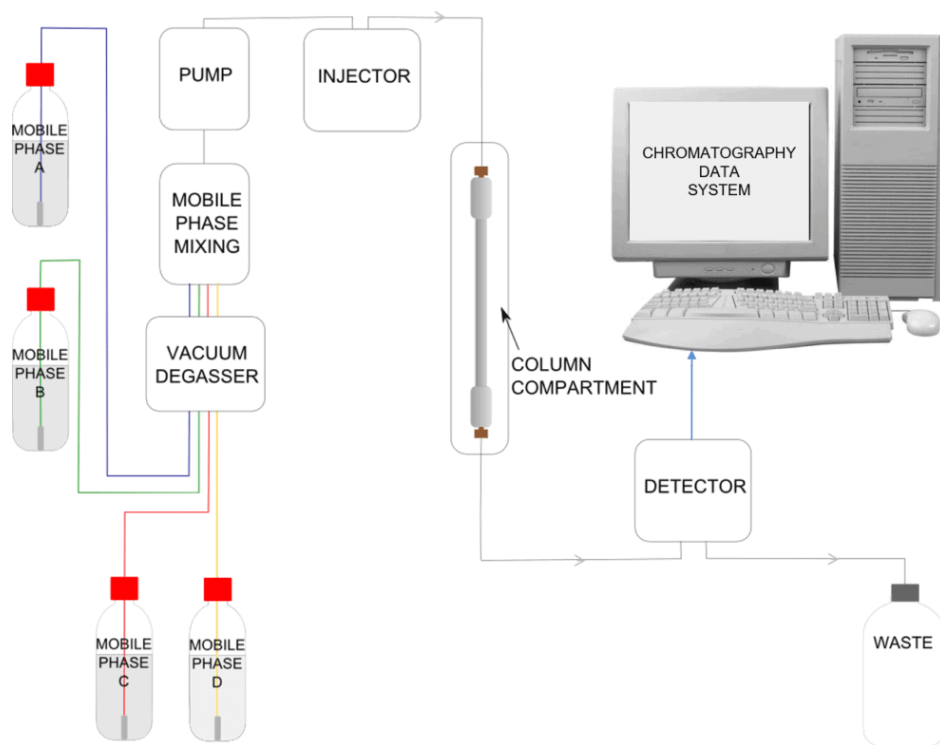 MOBILE
PHASE
A
PUMP
INJECTOR
CHROMATOGRAPHY
DATA
SYSTEM
MOBILE
PHASE
MIXING
MOBILE
PHASE
B
VACUUM
DEGASSER
COLUMN
COMPARTMENT
DETECTOR
MOBILE
PHASE
C
MOBILE
PHASE
D
WASTE